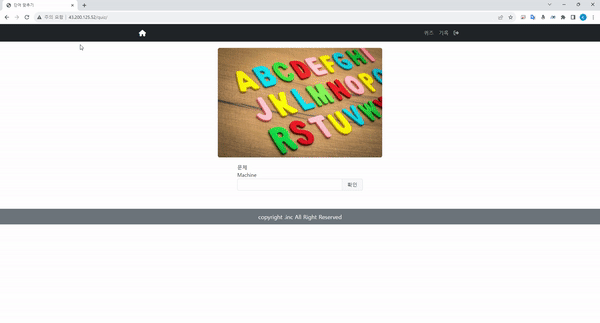 단어 맞추기
주의 요함 | 43.200.125.52/quiz/
퀴즈 기록
ABCDEFGHI
JKLMNOPQ
RSTUVW
문제
Machine
확인
copyright .inc All Right Reserved